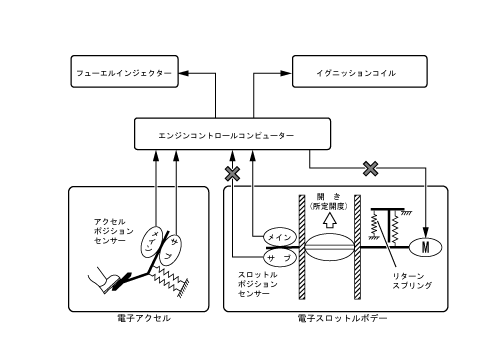 フューエルインジェクター
イグニッションコイル
エンジンコントロールコンピューター
アクセル
ポジション
センサー
メイン
サブ
電子アクセル
開 き
(所定開度)
メイン
サ ブ
スロットル
ポジション
センサー
M
リターン
スプリング
電子スロットルボデー